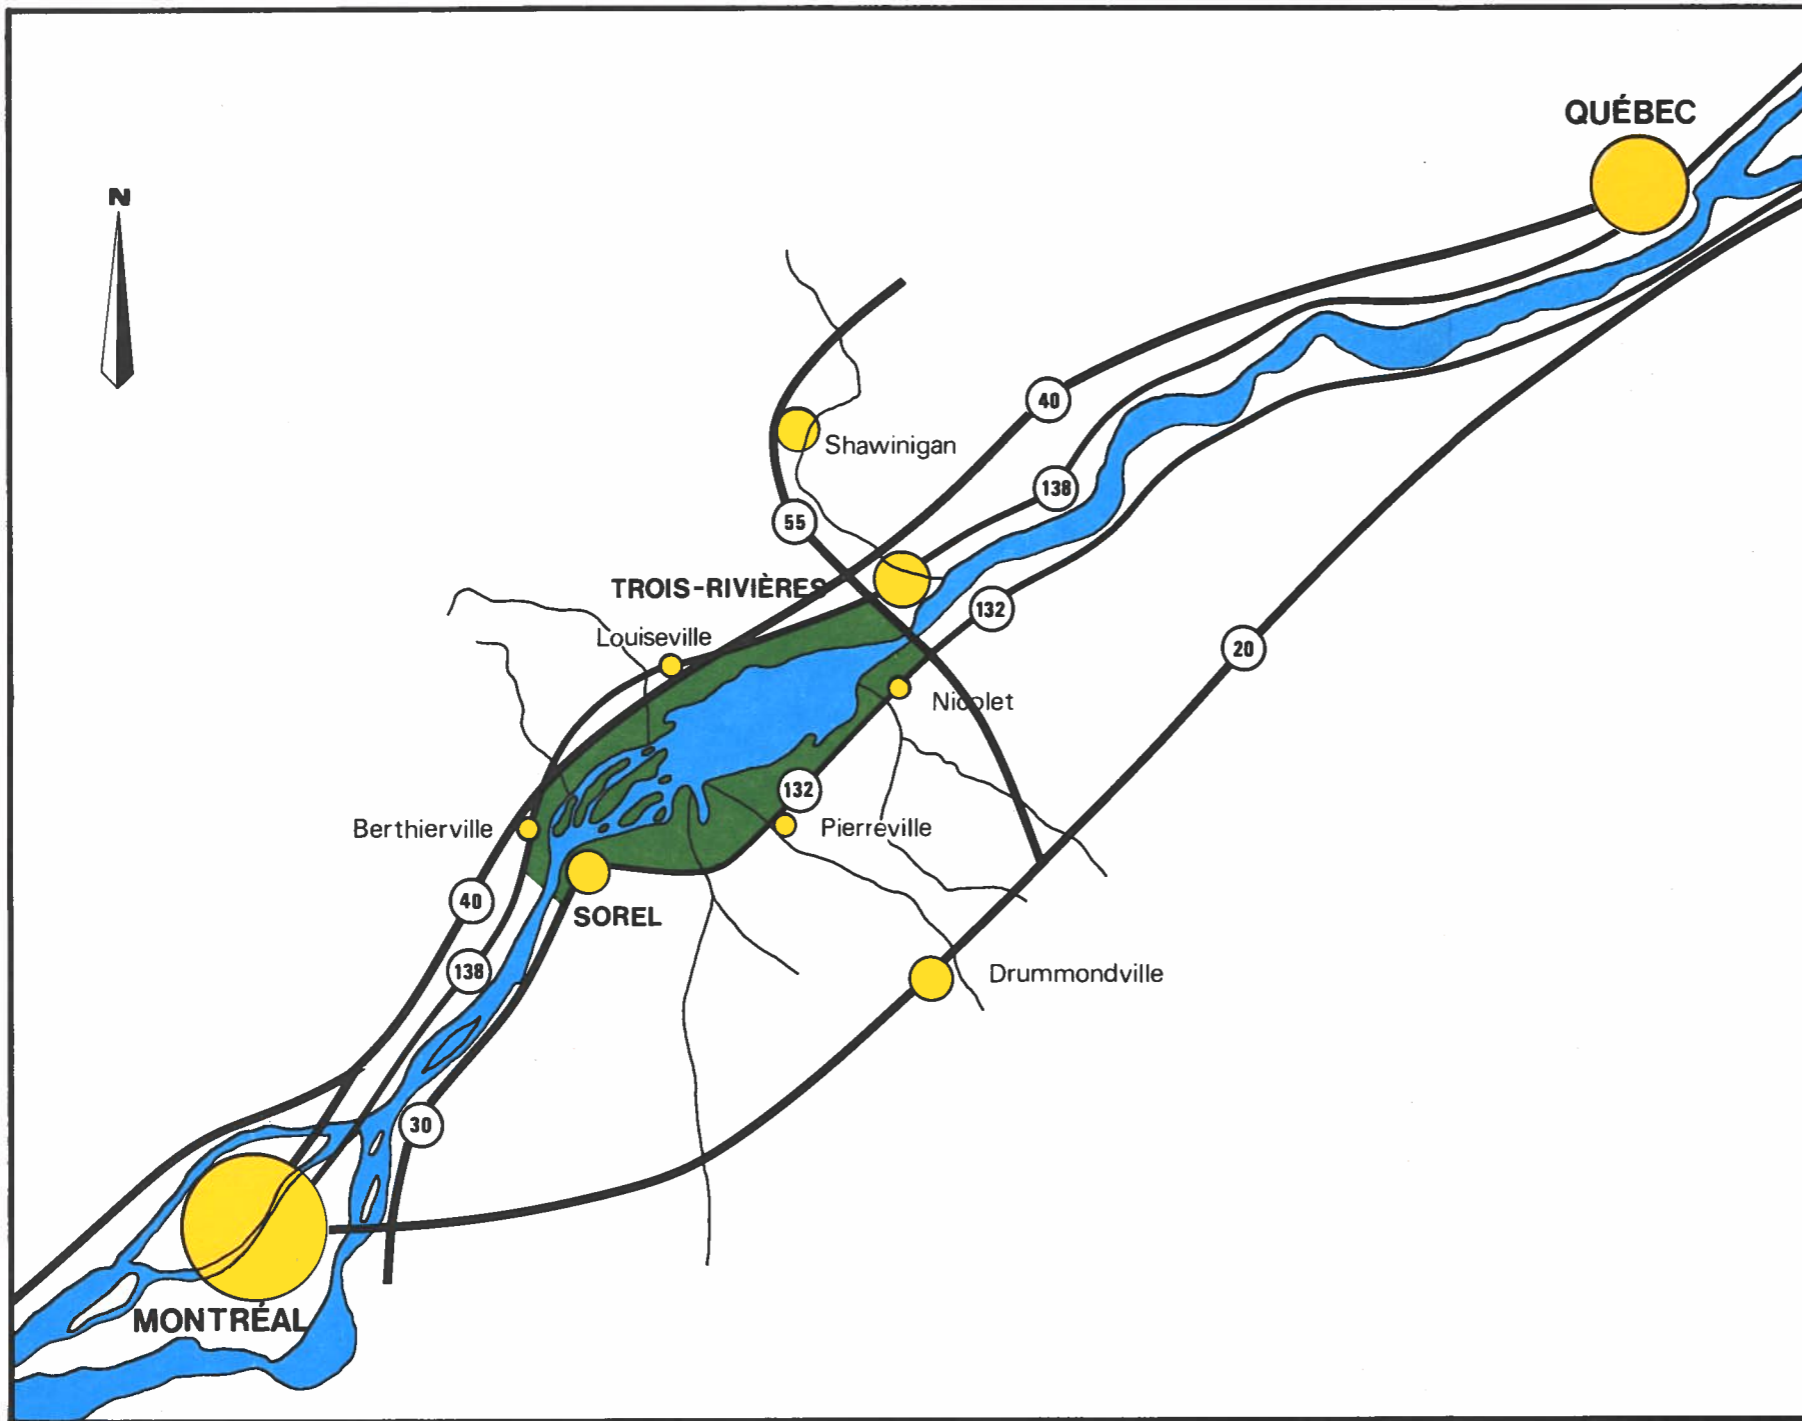 QUÉBEC
N
40
Shawinigan
138
55
TROIS-RIVIÈRES
132
Louiseville
20
Nicolet
132
Berthierville
Pierreville
40
SOREL
138
Drummondville
30
MONTRÉAL